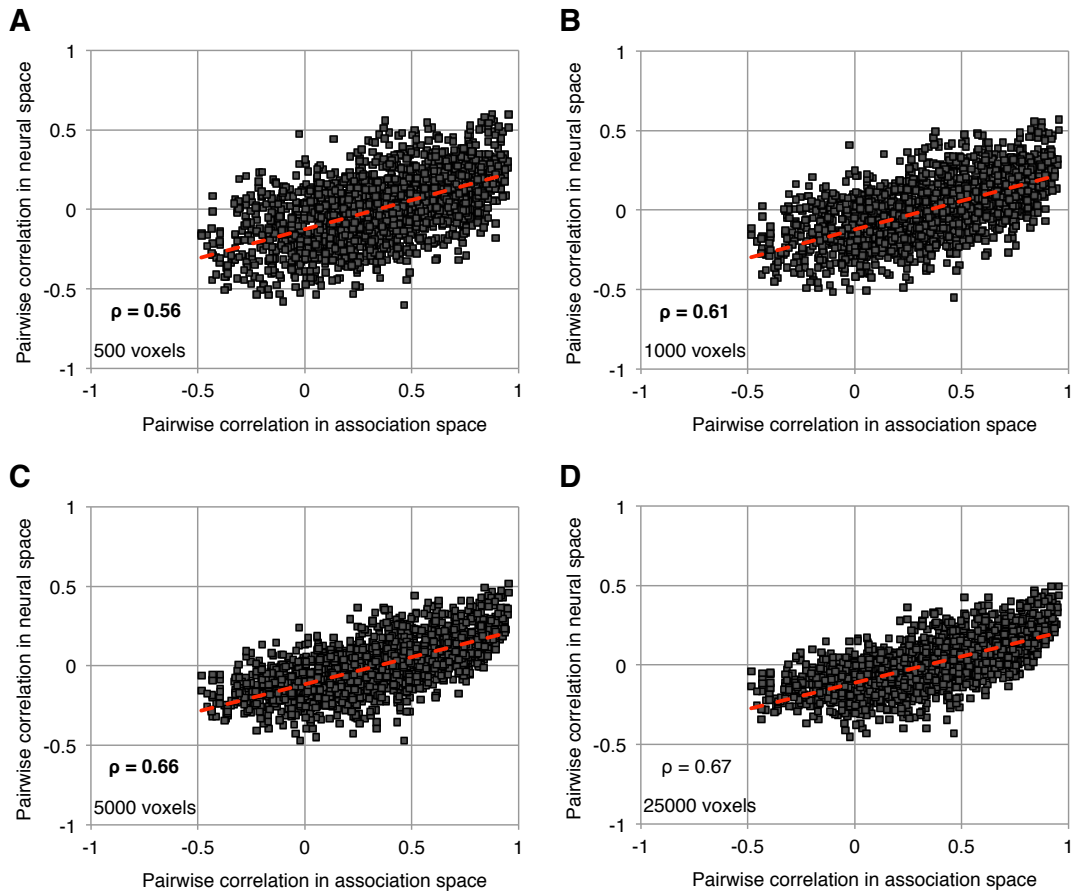 A
Pairwise correlation in neural space
1
0.5
0
-0.5
-1
ρ = 0.56
500 voxels
-1 -0.5 0 0.5 1
Pairwise correlation in association space
B
Pairwise correlation in neural space
1
0.5
0
-0.5
-1
ρ = 0.61
1000 voxels
-1 -0.5 0 0.5 1
Pairwise correlation in association space
C
Pairwise correlation in neural space
1
0.5
0
-0.5
-1
ρ = 0.66
5000 voxels
-1 -0.5 0 0.5 1
Pairwise correlation in association space
D
Pairwise correlation in neural space
1
0.5
0
-0.5
-1
ρ = 0.67
25000 voxels
-1 -0.5 0 0.5 1
Pairwise correlation in association space